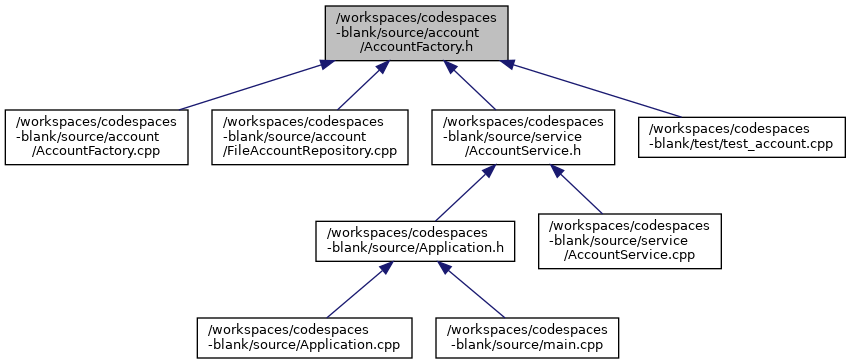 /workspaces/codespaces
-blank/source/account
/AccountFactory.h
/workspaces/codespaces
-blank/source/account
/AccountFactory.cpp
/workspaces/codespaces
-blank/source/account
/FileAccountRepository.cpp
/workspaces/codespaces
-blank/source/service
/AccountService.h
/workspaces/codespaces
-blank/test/test_account.cpp
/workspaces/codespaces
-blank/source/Application.h
/workspaces/codespaces
-blank/source/service
/AccountService.cpp
/workspaces/codespaces
-blank/source/Application.cpp
/workspaces/codespaces
-blank/source/main.cpp